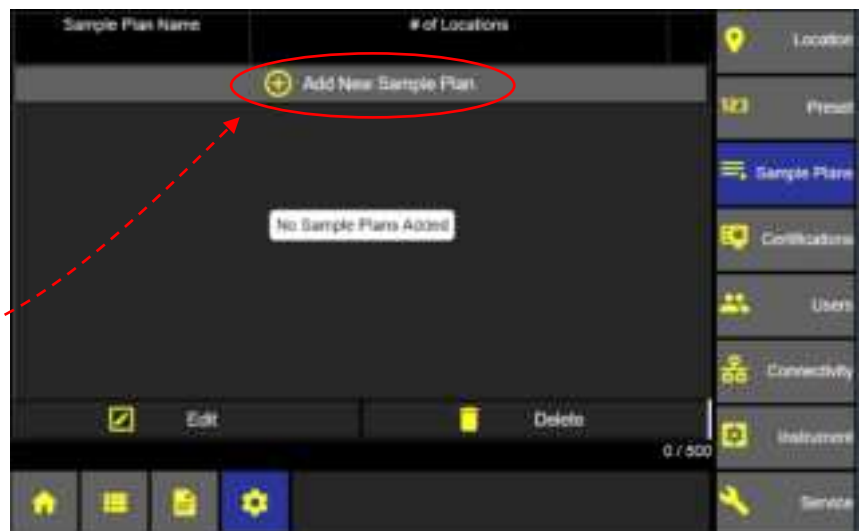 Sample Plan Name # of Locations
Add New Sample Plan
No Sample Plans Added
Edit Delete
0 / 500
Location
123 Preset
Sample Plans
Certifications
Users
Connectivity
Instrument
Service